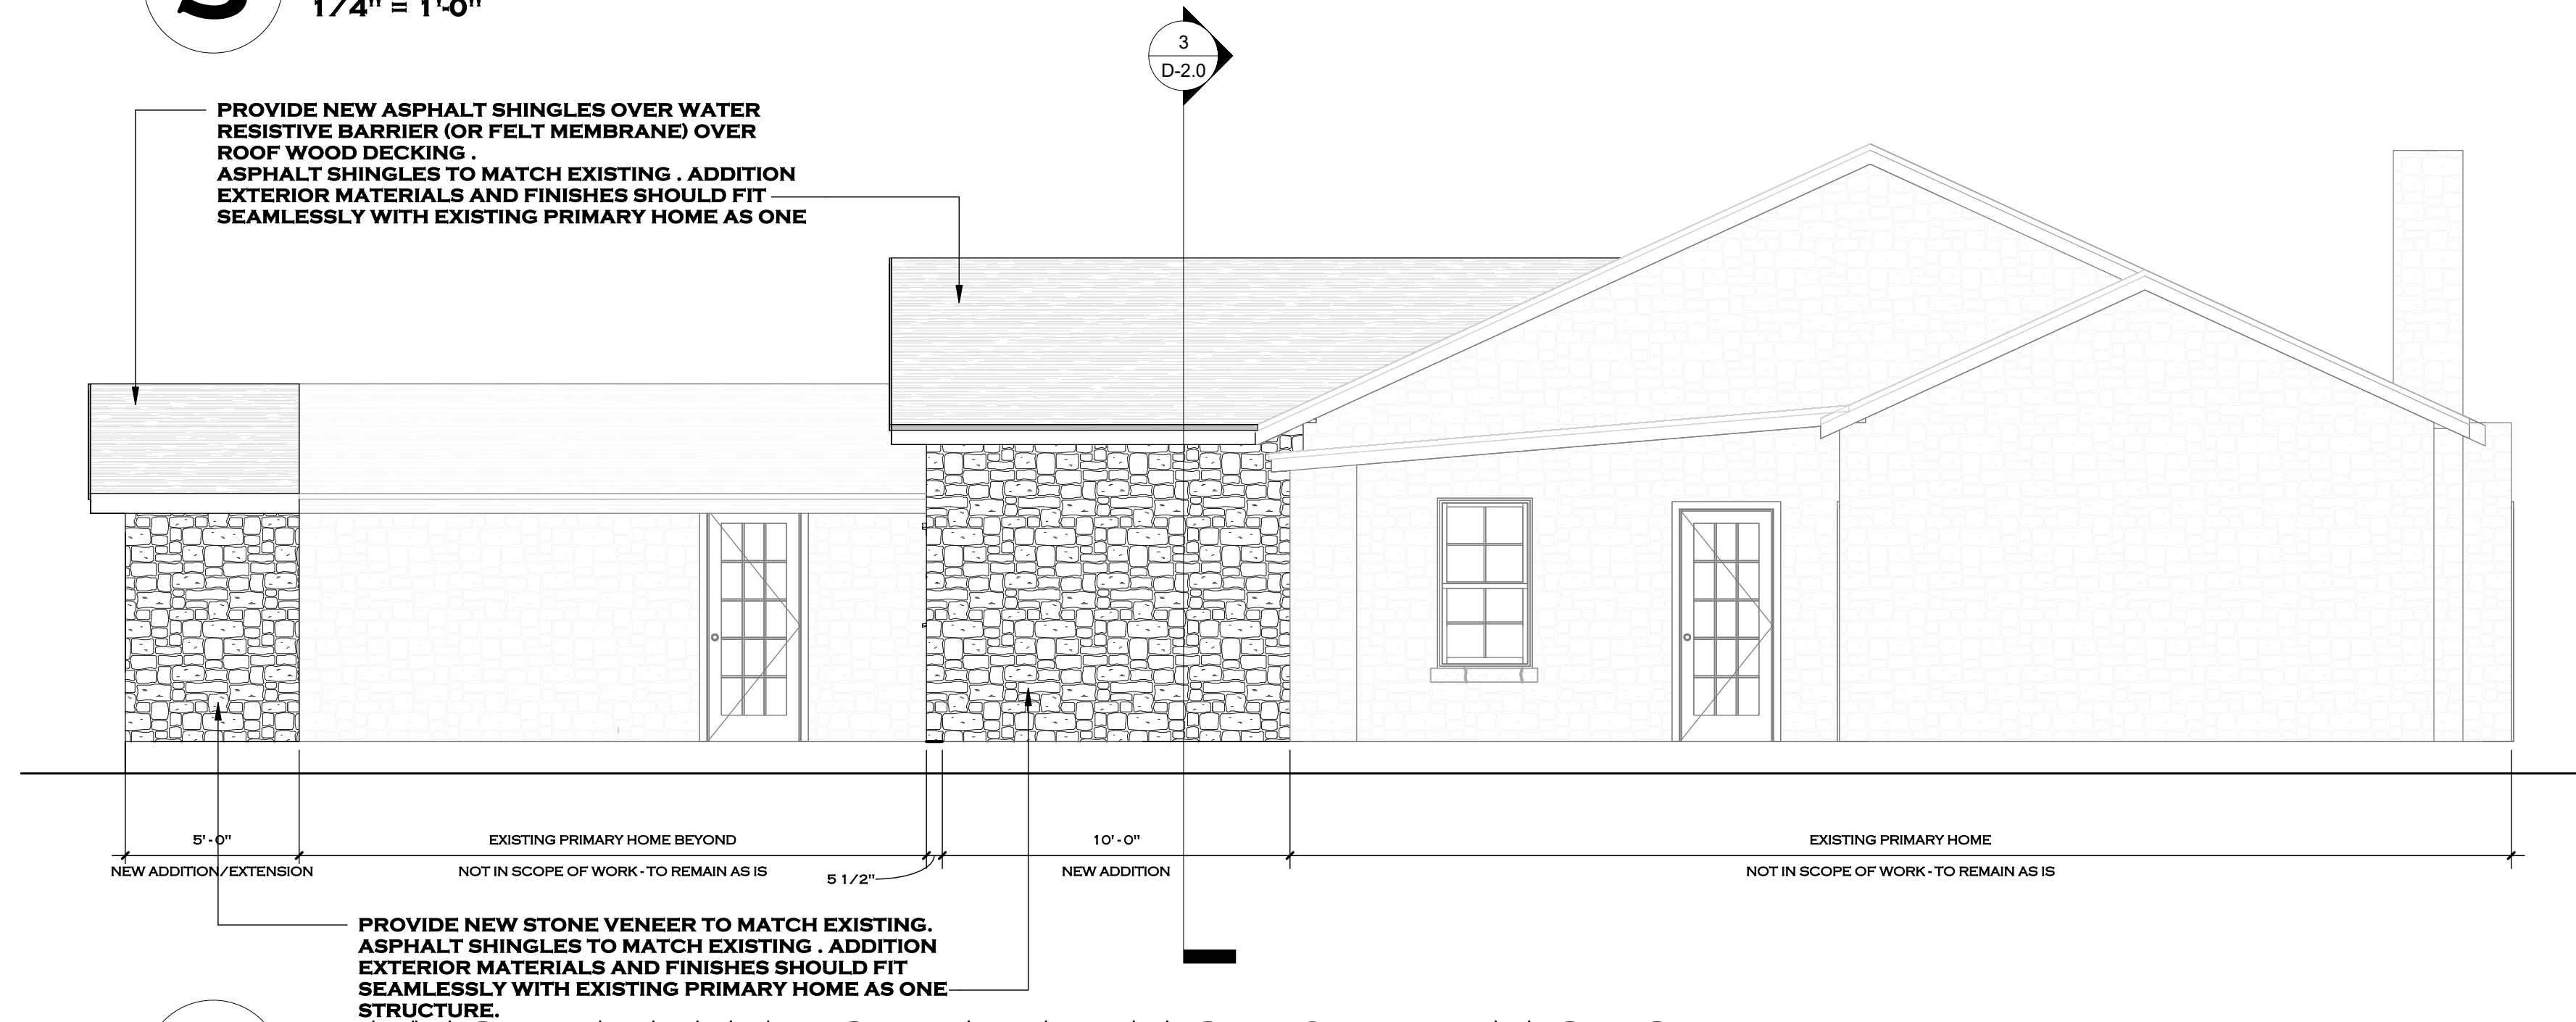 1/4" = 1'-0"
3
D-2.0
PROVIDE NEW ASPHALT SHINGLES OVER WATER
RESISTIVE BARRIER (OR FELT MEMBRANE) OVER
ROOF WOOD DECKING .
ASPHALT SHINGLES TO MATCH EXISTING . ADDITION
EXTERIOR MATERIALS AND FINISHES SHOULD FIT
SEAMLESSLY WITH EXISTING PRIMARY HOME AS ONE
5'-0"
NEW ADDITION/EXTENSION
EXISTING PRIMARY HOME BEYOND
NOT IN SCOPE OF WORK - TO REMAIN AS IS
5 1/2"
10'-0"
NEW ADDITION
EXISTING PRIMARY HOME
NOT IN SCOPE OF WORK - TO REMAIN AS IS
PROVIDE NEW STONE VENEER TO MATCH EXISTING.
ASPHALT SHINGLES TO MATCH EXISTING . ADDITION
EXTERIOR MATERIALS AND FINISHES SHOULD FIT
SEAMLESSLY WITH EXISTING PRIMARY HOME AS ONE
STRUCTURE.